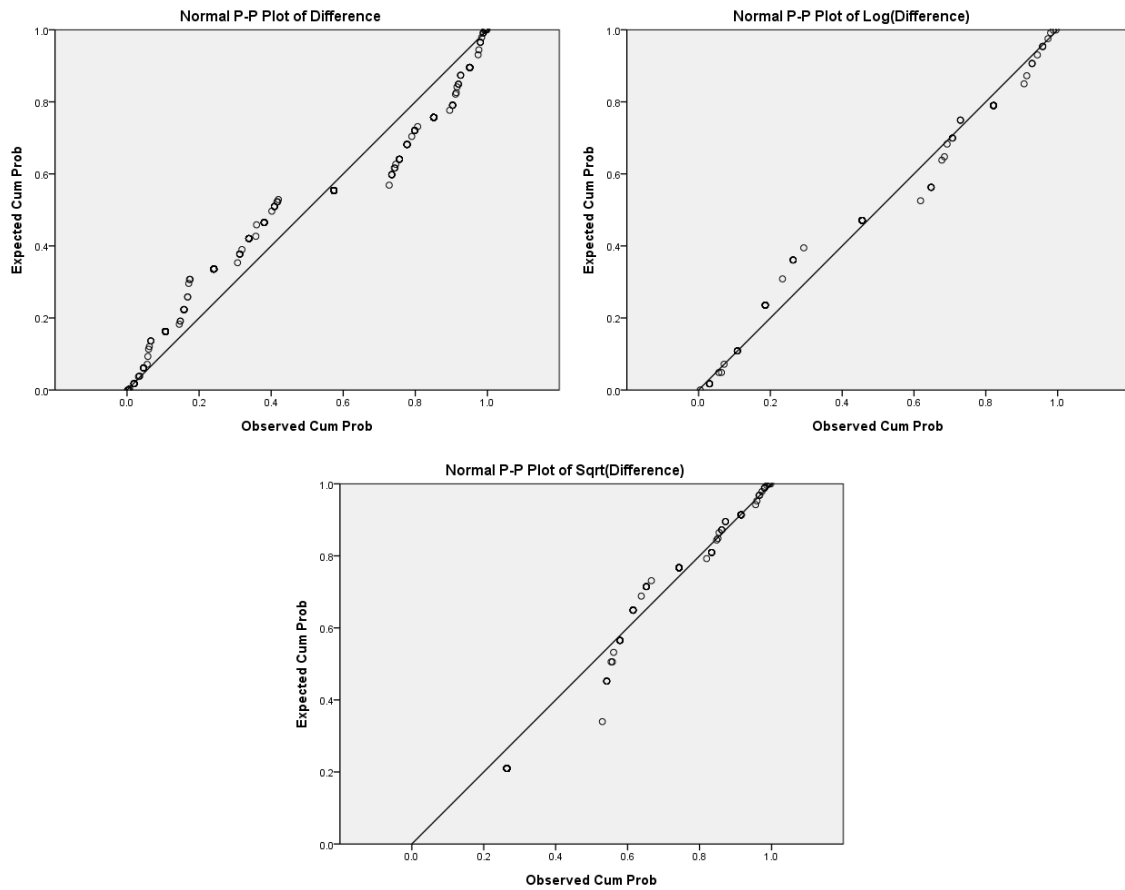 Normal P-P Plot of Difference
1.0
0.8
0.6
0.4
0.2
0.0
Expected Cum Prob
0.0 0.2 0.4 0.6 0.8 1.0
Observed Cum Prob
Normal P-P Plot of Log(Difference)
1.0
0.8
0.6
0.4
0.2
0.0
Expected Cum Prob
0.0 0.2 0.4 0.6 0.8 1.0
Observed Cum Prob
Normal P-P Plot of Sqrt(Difference)
1.0
0.8
0.6
0.4
0.2
0.0
Expected Cum Prob
0.0 0.2 0.4 0.6 0.8 1.0
Observed Cum Prob